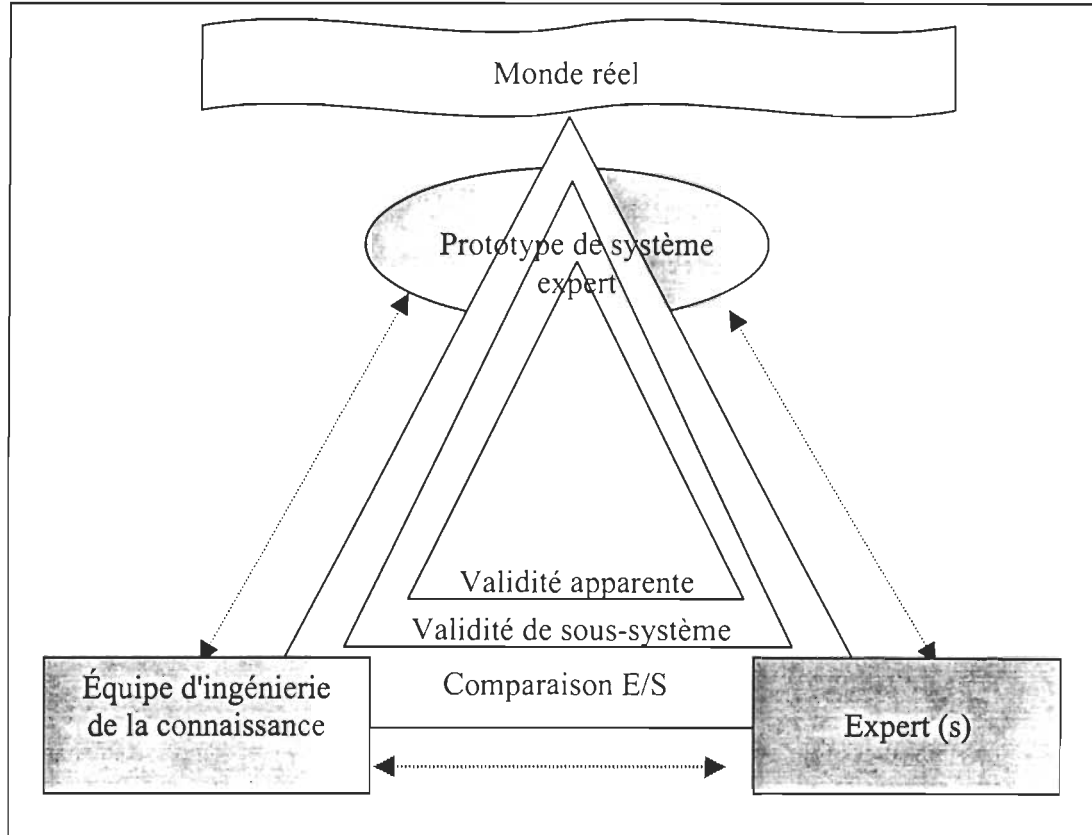 Monde réel
Prototype de système
expert
Validité apparente
Validité de sous-système
Comparaison E/S
Équipe d'ingénierie
de la connaissance
Expert (s)